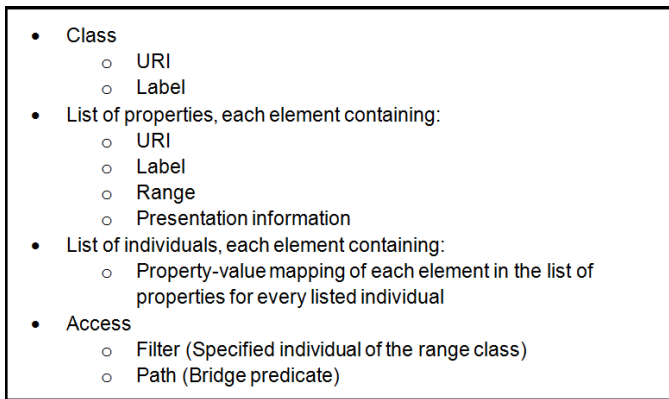 • Class
o URI
o Label
• List of properties, each element containing:
o URI
o Label
o Range
o Presentation information
• List of individuals, each element containing:
o Property-value mapping of each element in the list of
properties for every listed individual
• Access
o Filter (Specified individual of the range class)
o Path (Bridge predicate)